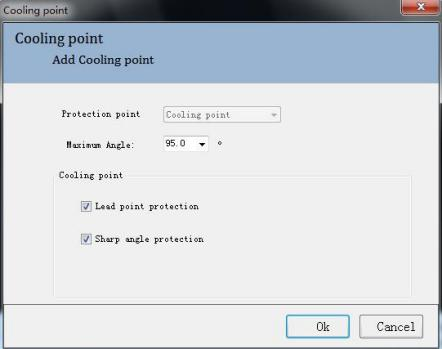 Cooling point
Cooling point
Add Cooling point
Protection point Cooling point
Maximum Angle: 95.0 °
Cooling point
Lead point protection
Sharp angle protection
Ok Cancel